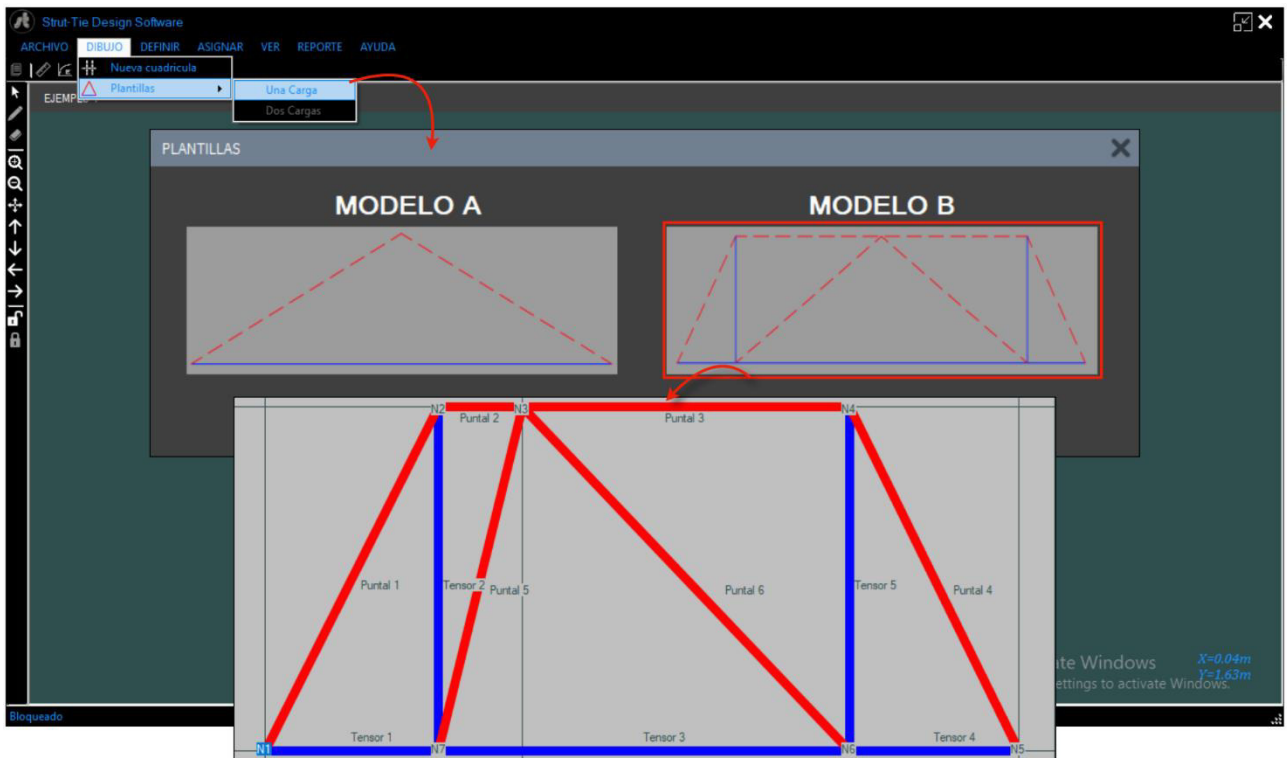 Strut-Tie Design Software
ARCHIVO DIBUJO DEFINIR ASIGNAR VER REPORTE AYUDA
Nueva cuadricula
Plantillas
Una Carga
Dos Cargas
PLANTILLAS
MODELO A MODELO B
N2 N3 N4
Puntal 2 Puntal 3
Puntal 1 Tensor 2 Puntal 5 Puntal 6 Tensor 5 Puntal 4
ate Windows X=0.04m
ettings to activate Windows. Y=1.63m
Bloqueado
Tensor 1 Tensor 3 Tensor 4
N1 N7 N6 N5